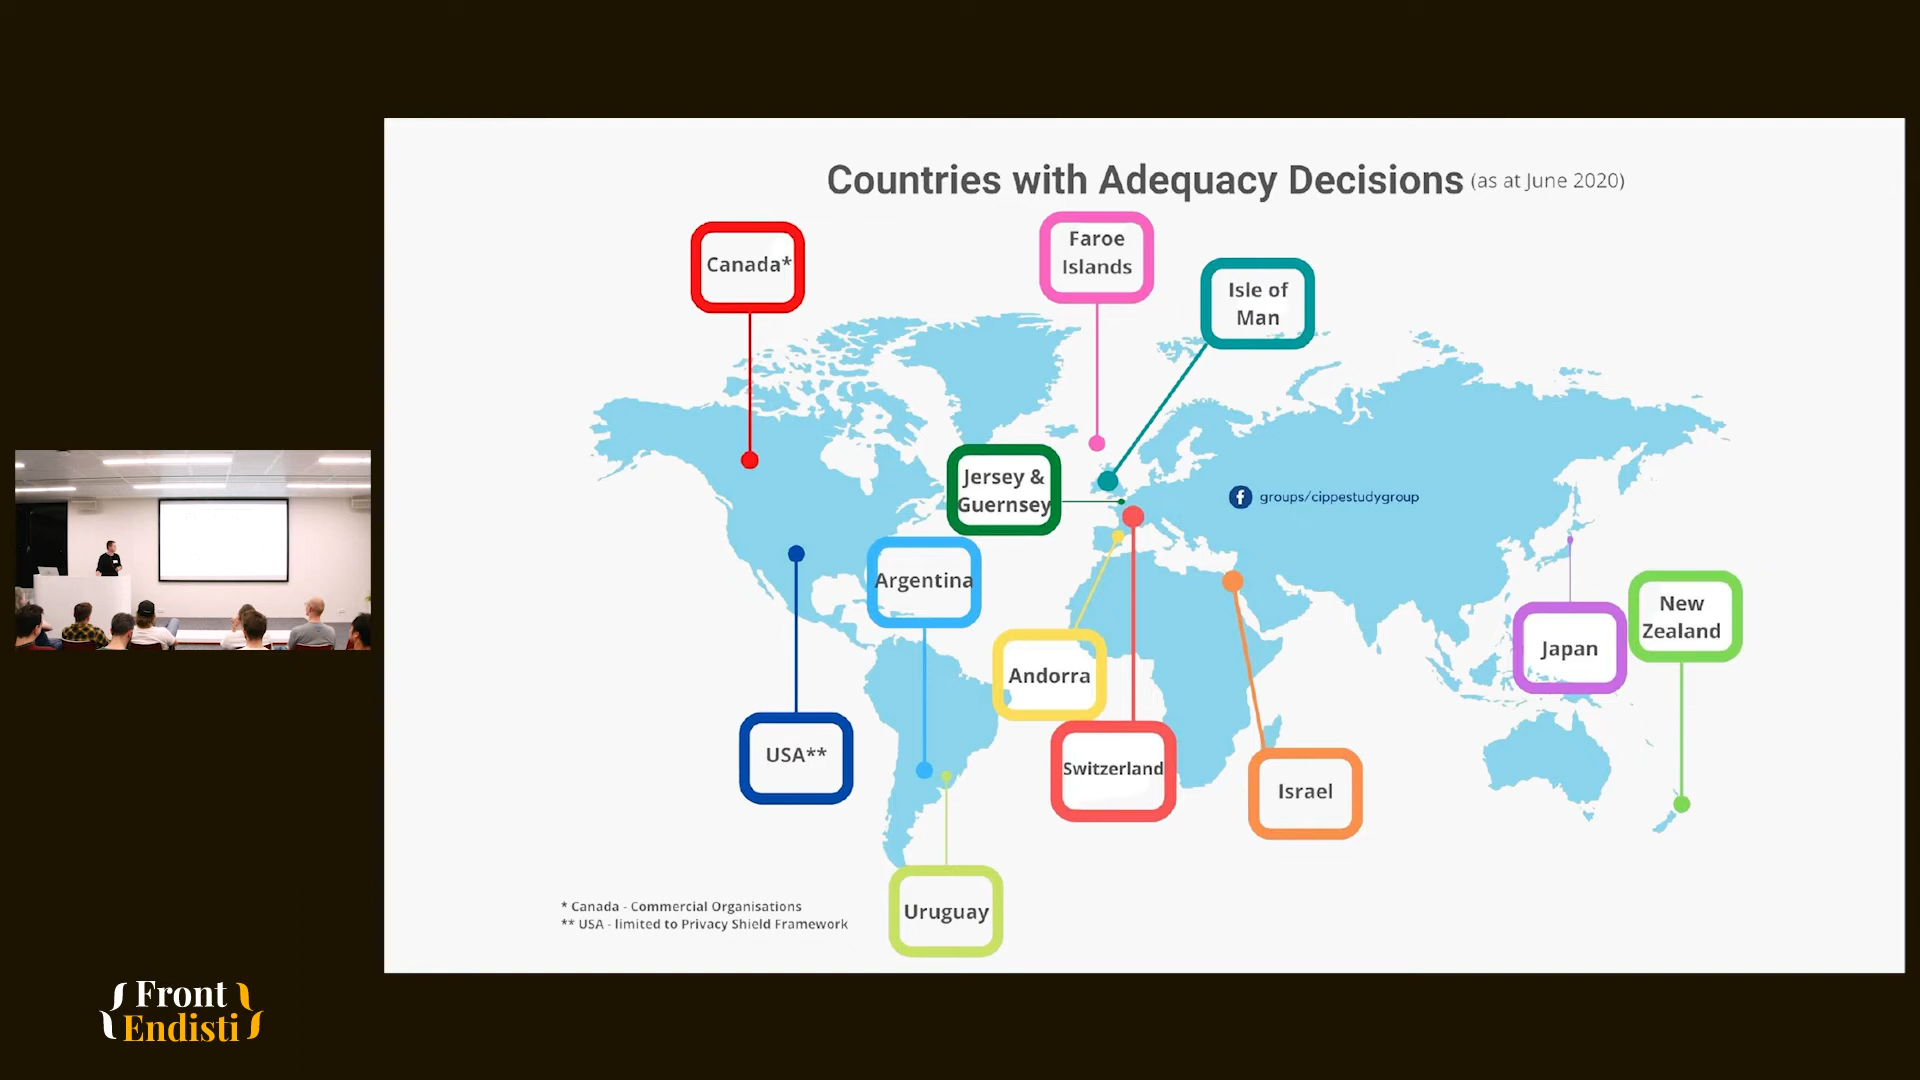 Countries with Adequacy Decisions (as at June 2020)
Canada*
Faroe
Islands
Isle of
Man
Jersey &
Guernsey
groups/cippestudygroup
Argentina
New
Zealand
Japan
Andorra
USA**
Switzerland
Israel
Uruguay
* Canada - Commercial Organisations
** USA - limited to Privacy Shield Framework
{ Front }
{ Endisti }